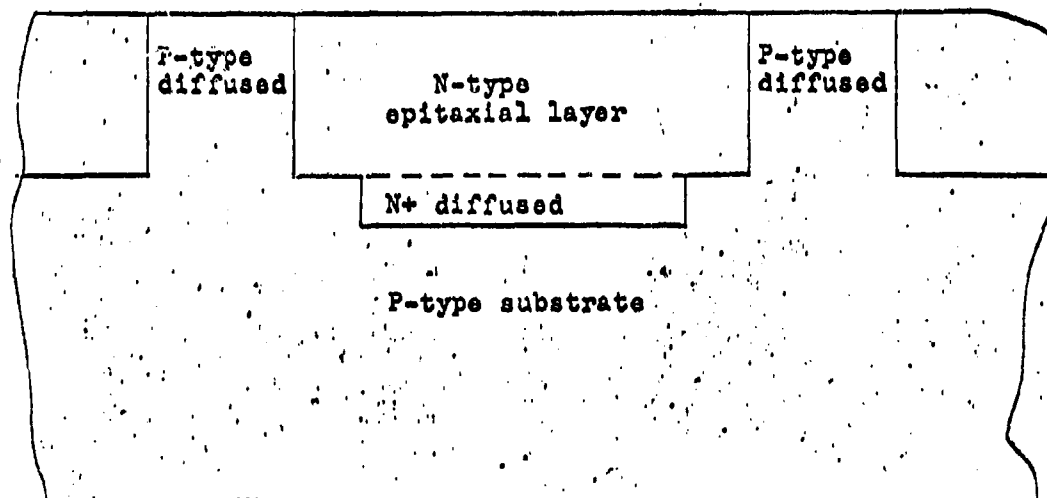 P-type
diffused
N-type
epitaxial layer
P-type
diffused
N+ diffused
P-type substrate